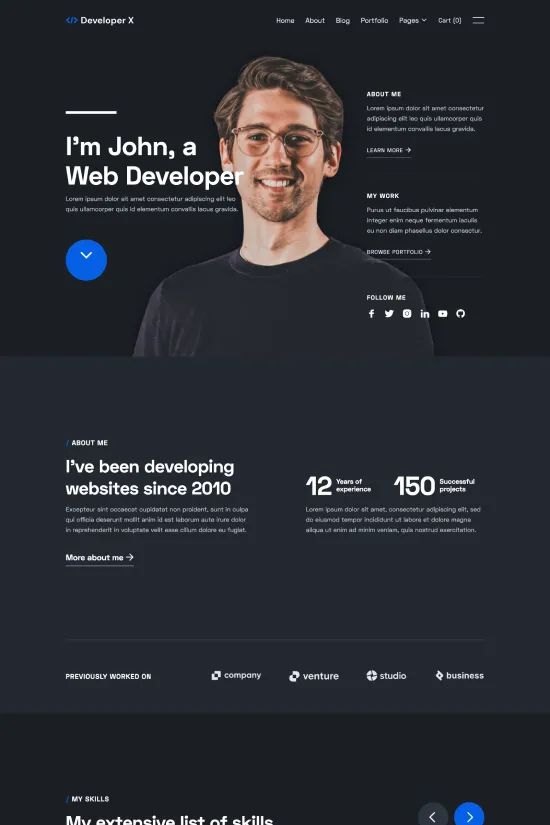 </> Developer X
Home About Blog Portfolio Pages Cart (0)
I'm John, a
Web Developer
Lorem ipsum dolor sit amet consectetur adipiscing elit leo
quis ullamcorper quis id elementum convallis lacus gravida.
ABOUT ME
Lorem ipsum dolor sit amet consectetur
adipiscing elit leo quis ullamcorper quis
id elementum convallis lacus gravida.
LEARN MORE →
MY WORK
Purus ut faucibus pulvinar elementum
integer enim neque fermentum iaculis
eu non diam phasellus dolor consectur.
BROWSE PORTFOLIO →
FOLLOW ME
/ ABOUT ME
I've been developing
websites since 2010
Excepteur sint occaecat cupidatat non proident, sunt in culpa
qui officia deserunt mollit anim id est laborum aute irure dolor
in reprehenderit in voluptate velit esse cillum dolore eu fugiat.
More about me →
12 Years of
experience
150 Successful
projects
Lorem ipsum dolor sit amet, consectetur adipiscing elit, sed
do eiusmod tempor incididunt ut labore et dolore magna
aliqua ut enim ad minim veniam, quis nostrud exercitation.
PREVIOUSLY WORKED ON
company venture studio business
/ MY SKILLS
My extensive list of skills